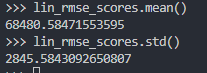 >>> lin_rmse_scores.mean()
68480.58471553595
>>> lin_rmse_scores.std()
2845.5843092650807
>>>